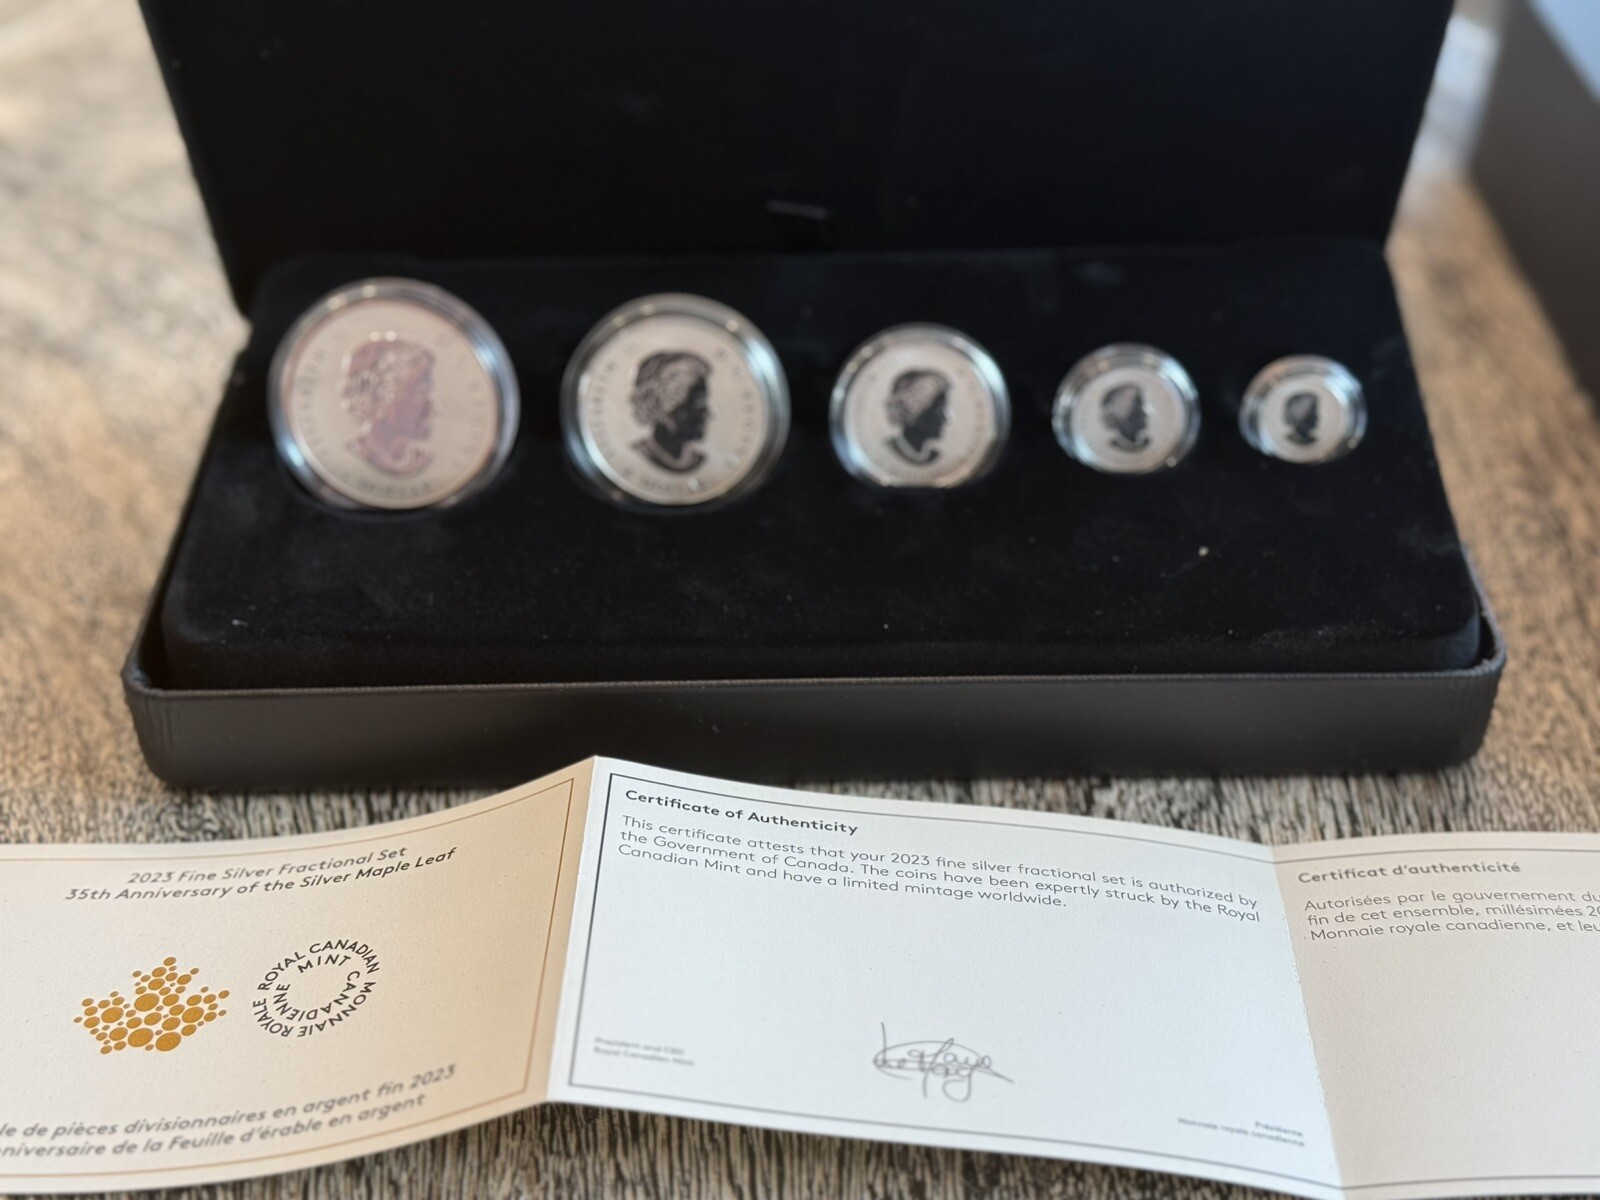 2023 Fine Silver Fractional Set
35th Anniversary of the Silver Maple Leaf
ROYAL CANADIAN MINT
MONNAIE ROYALE CANADIENNE
le de pièces divisionnaires en argent fin 2023
niversaire de la Feuille d'érable en argent
Certificate of Authenticity
This certificate attests that your 2023 fine silver fractional set is authorized by
the Government of Canada. The coins have been expertly struck by the Royal
Canadian Mint and have a limited mintage worldwide.
President and CEO
Royal Canadian Mint
Présidente
Monnaie royale canadienne
Certificat d'authenticité
Autorisées par le gouvernement du
fin de cet ensemble, millésimées 20
Monnaie royale canadienne, et leu